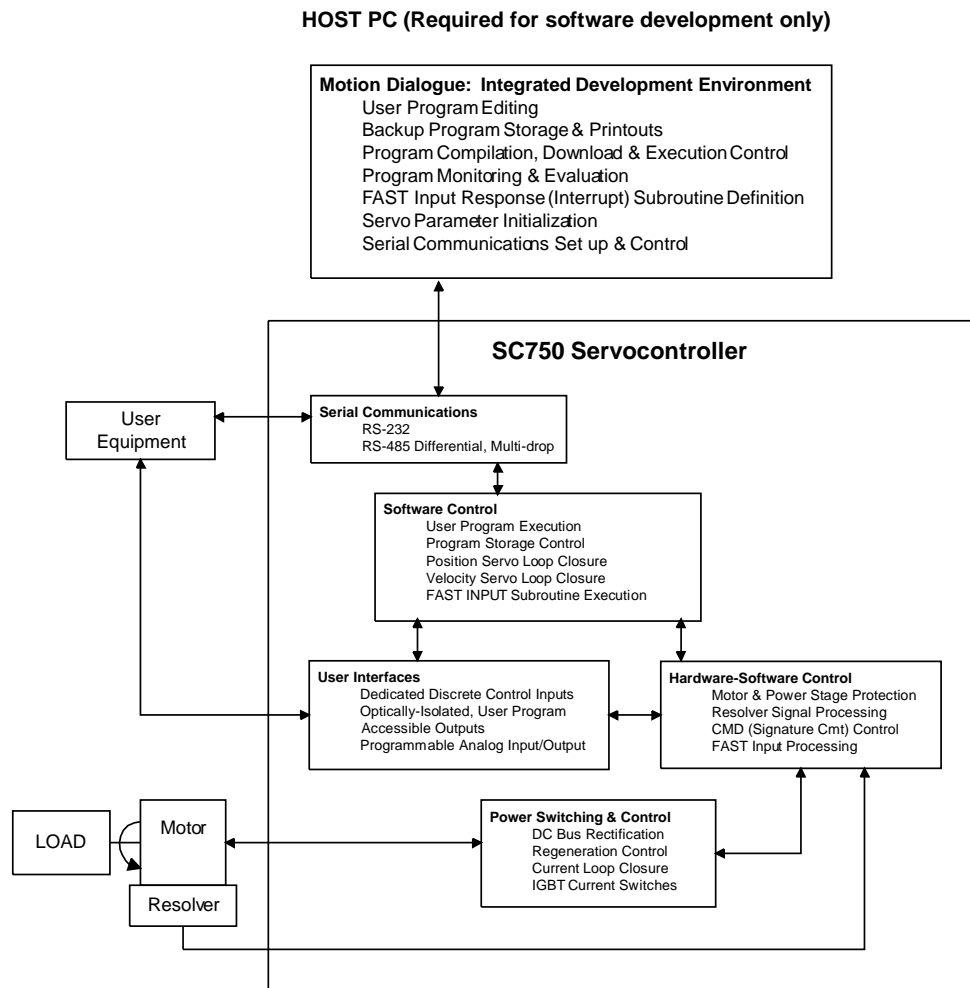 HOST PC (Required for software development only)
Motion Dialogue: Integrated Development Environment
User Program Editing
Backup Program Storage & Printouts
Program Compilation, Download & Execution Control
Program Monitoring & Evaluation
FAST Input Response (Interrupt) Subroutine Definition
Servo Parameter Initialization
Serial Communications Set up & Control
SC750 Servocontroller
User
Equipment
Serial Communications
RS-232
RS-485 Differential, Multi-drop
Software Control
User Program Execution
Program Storage Control
Position Servo Loop Closure
Velocity Servo Loop Closure
FAST INPUT Subroutine Execution
User Interfaces
Dedicated Discrete Control Inputs
Optically-Isolated, User Program
Accessible Outputs
Programmable Analog Input/Output
Hardware-Software Control
Motor & Power Stage Protection
Resolver Signal Processing
CMD (Signature Cmt) Control
FAST Input Processing
LOAD
Motor
Resolver
Power Switching & Control
DC Bus Rectification
Regeneration Control
Current Loop Closure
IGBT Current Switches